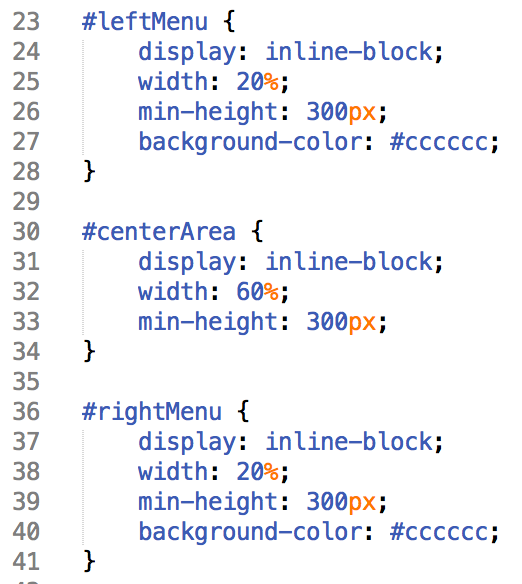 23 #leftMenu {
24     display: inline-block;
25     width: 20%;
26     min-height: 300px;
27     background-color: #cccccc;
28 }
29
30 #centerArea {
31     display: inline-block;
32     width: 60%;
33     min-height: 300px;
34 }
35
36 #rightMenu {
37     display: inline-block;
38     width: 20%;
39     min-height: 300px;
40     background-color: #cccccc;
41 }